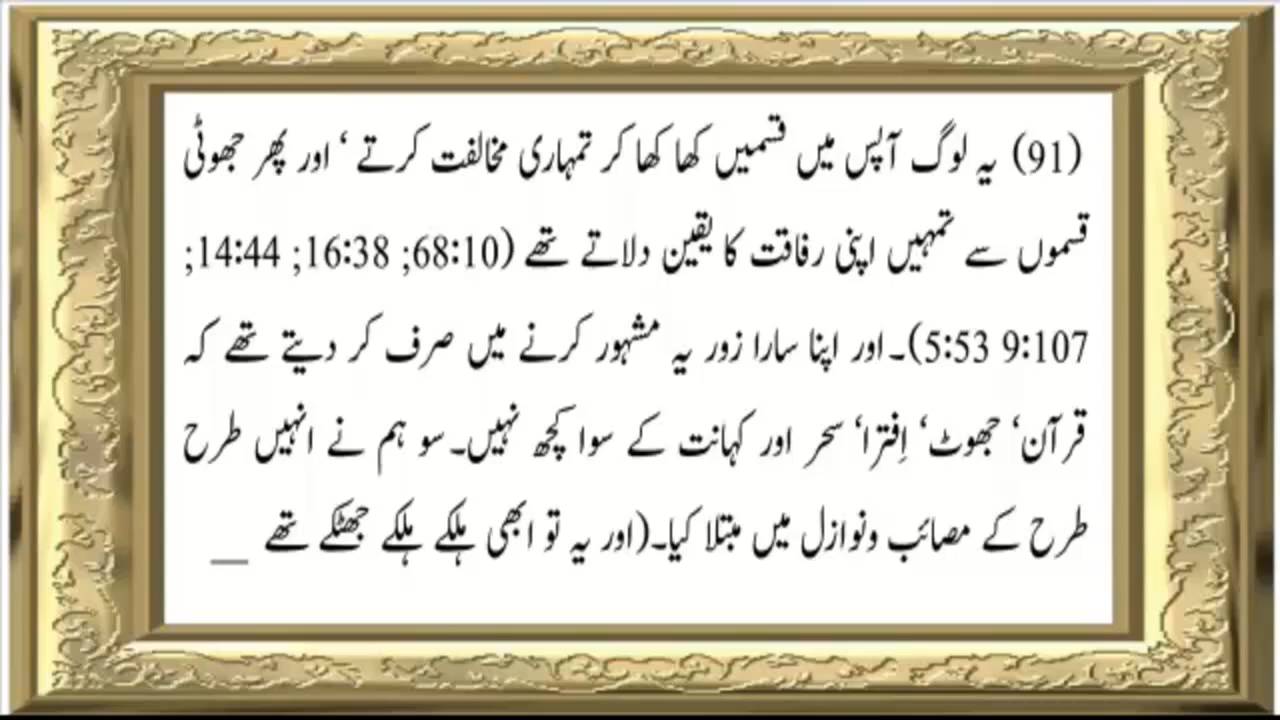 (91) یہ لوگ آپس میں قسمیں کھا کھا کر تمہاری مخالفت کرتے ‘ اور پھر جھوٹی
قسموں سے تمہیں اپنی رفاقت کا یقین دلاتے تھے (68:10; 16:38; 14:44;
9:107 5:53)۔اور اپنا سارا زور یہ مشہور کرنے میں صرف کر دیتے تھے کہ
قرآن‘ جھوٹ‘ اِفترا‘ سحر اور کہانت کے سوا کچھ نہیں۔سو ہم نے انہیں طرح
طرح کے مصائب ونوازل میں مبتلا کیا۔(اور یہ تو ابھی ہلکے ہلکے جھٹکے تھے __